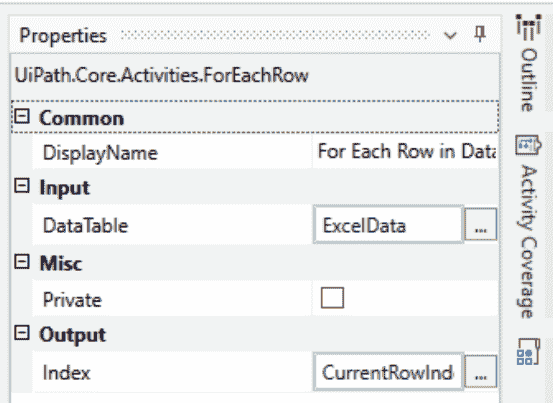 Properties
UiPath.Core.Activities.ForEachRow
Common
DisplayName For Each Row in Data
Input
DataTable ExcelData ...
Misc
Private
Output
Index CurrentRowInd ...
Outline
Activity Coverage